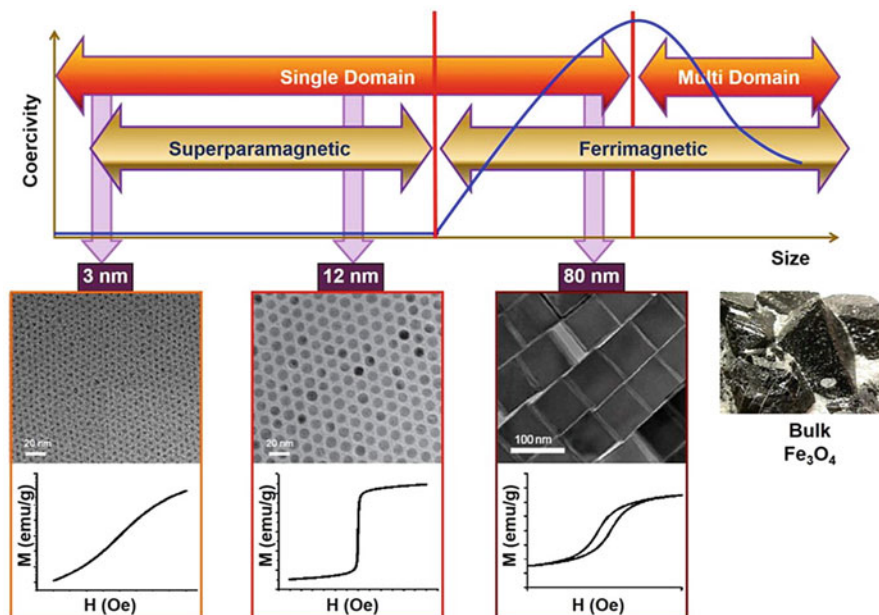 Coercivity
Single Domain
Multi Domain
Superparamagnetic
Ferrimagnetic
Size
3 nm
12 nm
80 nm
20 nm
20 nm
100 nm
Bulk
Fe₃O₄
M (emu/g)
H (Oe)
M (emu/g)
H (Oe)
M (emu/g)
H (Oe)